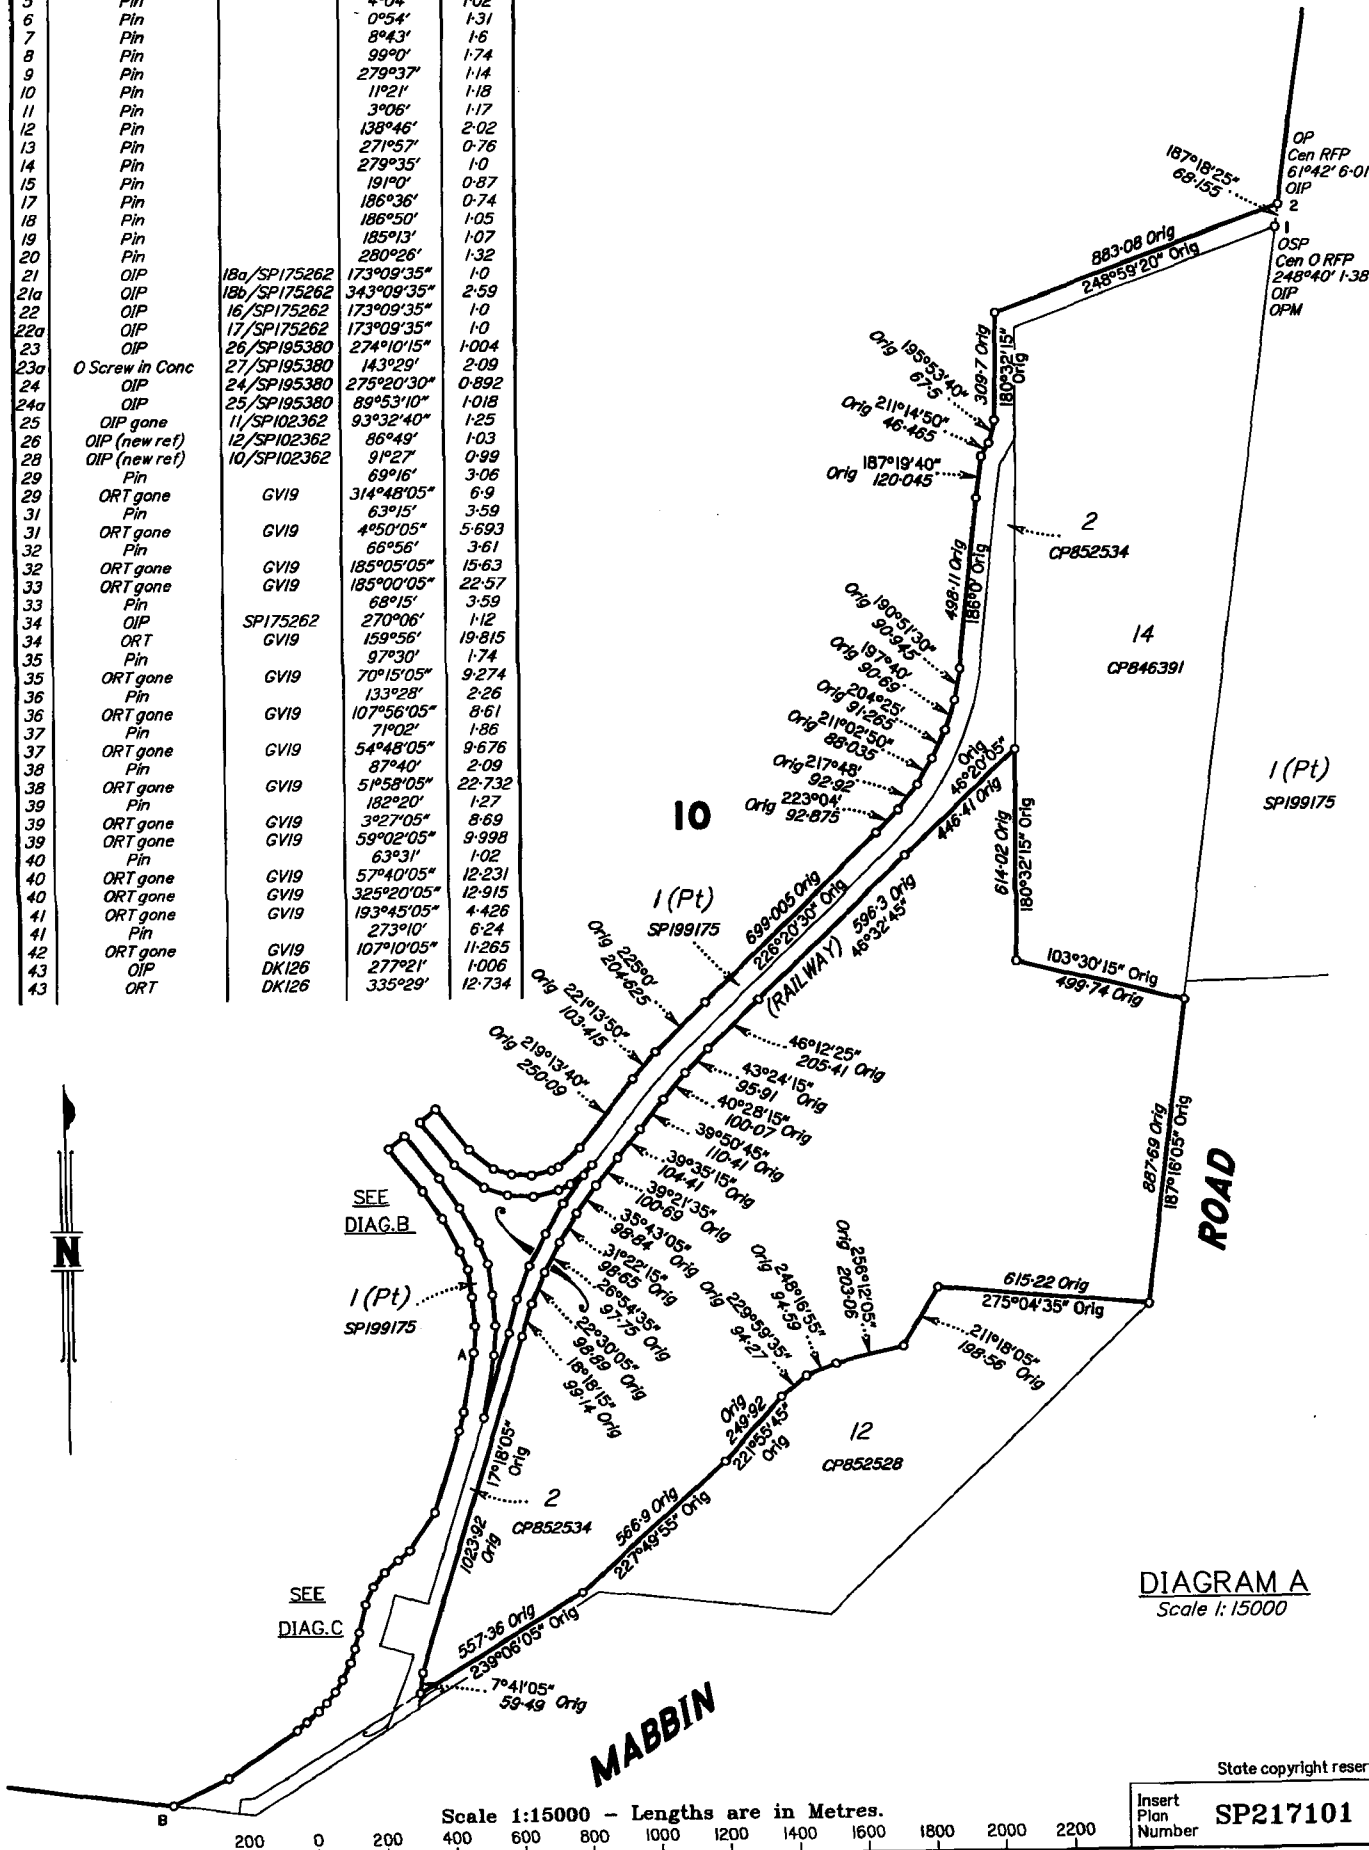 5 Pin 4°04' 1·02
6 Pin 0°54' 1·31
7 Pin 8°43' 1·6
8 Pin 99°0' 1·74
9 Pin 279°37' 1·14
10 Pin 11°21' 1·18
11 Pin 3°06' 1·17
12 Pin 138°46' 2·02
13 Pin 271°57' 0·76
14 Pin 279°35' 1·0
15 Pin 191°0' 0·87
17 Pin 186°36' 0·74
18 Pin 186°50' 1·05
19 Pin 185°13' 1·07
20 Pin 280°26' 1·32
21 OIP 18a/SP175262 173°09'35" 1·0
21a OIP 18b/SP175262 343°09'35" 2·59
22 OIP 16/SP175262 173°09'35" 1·0
22a OIP 17/SP175262 173°09'35" 1·0
23 OIP 26/SP195380 274°10'15" 1·004
23a O Screw in Conc 27/SP195380 143°29' 2·09
24 OIP 24/SP195380 275°20'30" 0·892
24a OIP 25/SP195380 89°53'10" 1·018
25 OIP gone 11/SP102362 93°32'40" 1·25
26 OIP (new ref) 12/SP102362 86°49' 1·03
28 OIP (new ref) 10/SP102362 91°27' 0·99
29 Pin 69°16' 3·06
29 ORT gone GV19 314°48'05" 6·9
31 Pin 63°15' 3·59
31 ORT gone GV19 4°50'05" 5·693
32 Pin 66°56' 3·61
32 ORT gone GV19 185°05'05" 15·63
33 ORT gone GV19 185°00'05" 22·57
33 Pin 68°15' 3·59
34 OIP SP175262 270°06' 1·12
34 ORT GV19 159°56' 19·815
35 Pin 97°30' 1·74
35 ORT gone GV19 70°15'05" 9·274
36 Pin 133°28' 2·26
36 ORT gone GV19 107°56'05" 8·61
37 Pin 71°02' 1·86
37 ORT gone GV19 54°48'05" 9·676
38 Pin 87°40' 2·09
38 ORT gone GV19 51°58'05" 22·732
39 Pin 182°20' 1·27
39 ORT gone GV19 3°27'05" 8·69
39 ORT gone GV19 59°02'05" 9·998
40 Pin 63°31' 1·02
40 ORT gone GV19 57°40'05" 12·231
40 ORT gone GV19 325°20'05" 12·915
41 ORT gone GV19 193°45'05" 4·426
41 Pin 273°10' 6·24
42 ORT gone GV19 107°10'05" 11·265
43 OIP DK126 277°21' 1·006
43 ORT DK126 335°29' 12·734
OP
Cen RFP
61°42' 6·01
OIP
2
187°18'25"
68·155
1
OSP
Cen O RFP
248°40' 1·38
OIP
OPM
883·08 Orig
248°59'20" Orig
309·7 Orig
180°32'15"
Orig
Orig 195°53'40"
67·5
211°14'50"
Orig 46·465
Orig 187°19'40"
120·045
2
CP852534
498·11 Orig
186°0' Orig
14
CP846391
Orig 190°51'30"
90·945
197°40'
Orig 90·69
204°25'
Orig 91·265
211°02'50"
Orig 88·035
Orig 217°48'
92·92
Orig 223°04'
92·875
Orig
46°20'05"
446·41 Orig
1 (Pt)
SP199175
614·02 Orig
180°32'15" Orig
10
1 (Pt)
SP199175
699·005 Orig
226°20'30" Orig
596·3 Orig
46°32'45"
(RAILWAY)
103°30'15" Orig
499·74 Orig
Orig 225°0'
204·625
Orig 221°13'50"
103·415
Orig 219°13'40"
250·09
46°12'25"
205·41 Orig
43°24'15"
95·91 Orig
40°28'15"
100·07 Orig
39°50'45"
110·41 Orig
39°35'15"
104·41 Orig
39°21'35"
100·69 Orig
35°43'05"
98·84 Orig
31°22'15"
98·65 Orig
26°54'35"
97·75 Orig
22°30'05"
98·89 Orig
18°18'15"
99·14 Orig
887·69 Orig
187°16'05" Orig
ROAD
SEE
DIAG.B
N
1 (Pt)
SP199175
A
Orig 229°59'35"
94·27
Orig 248°16'55"
94·59
Orig 256°12'05"
203·06
615·22 Orig
275°04'35" Orig
211°18'05"
198·56 Orig
Orig
249·92
221°55'45"
Orig
12
CP852528
17°18'05"
Orig
1023·92
Orig
2
CP852534
566·9 Orig
227°49'55" Orig
SEE
DIAG.C
557·36 Orig
239°06'05" Orig
7°41'05"
59·49 Orig
DIAGRAM A
Scale 1:15000
MABBIN
B
State copyright reser
Scale 1:15000 – Lengths are in Metres.
200 0 200 400 600 800 1000 1200 1400 1600 1800 2000 2200
Insert
Plan
Number SP217101